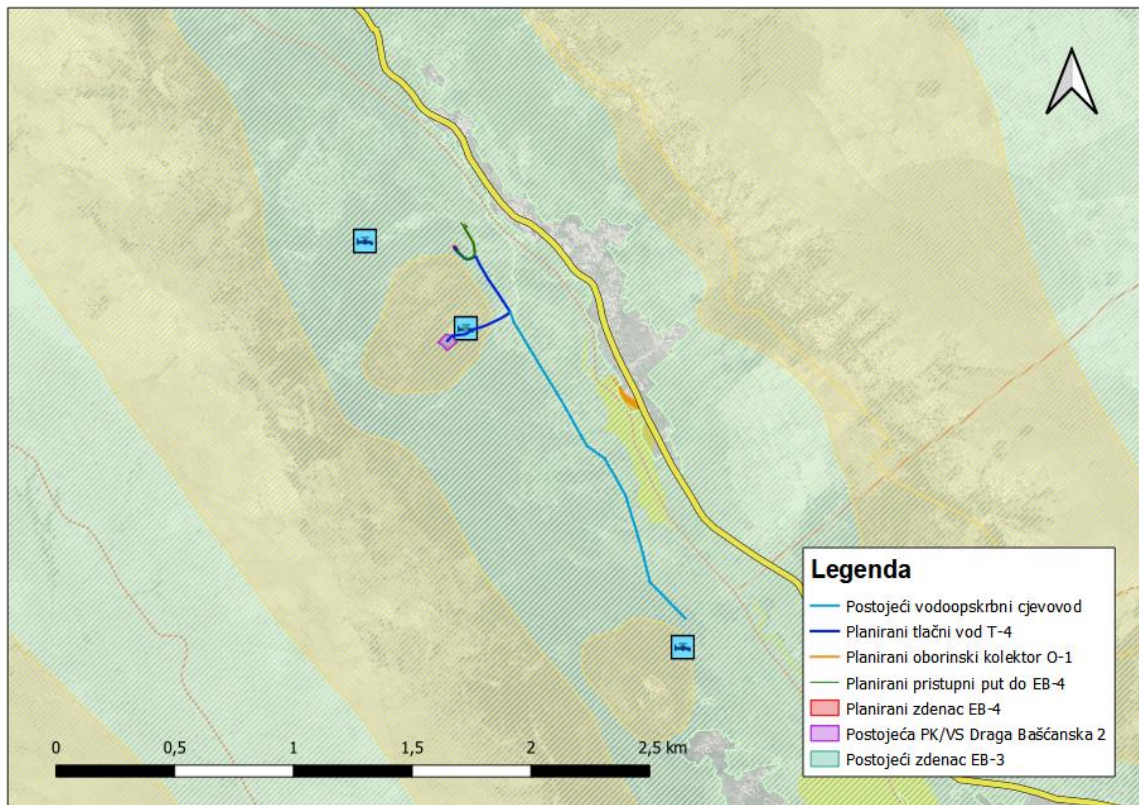 Legenda
Postojeći vodoopskrbni cjevovod
Planirani tlačni vod T-4
Planirani oborinski kolektor O-1
Planirani pristupni put do EB-4
Planirani zdenac EB-4
Postojeća PK/VS Draga Bašćanska 2
Postojeći zdenac EB-3
0 0,5 1 1,5 2 2,5 km